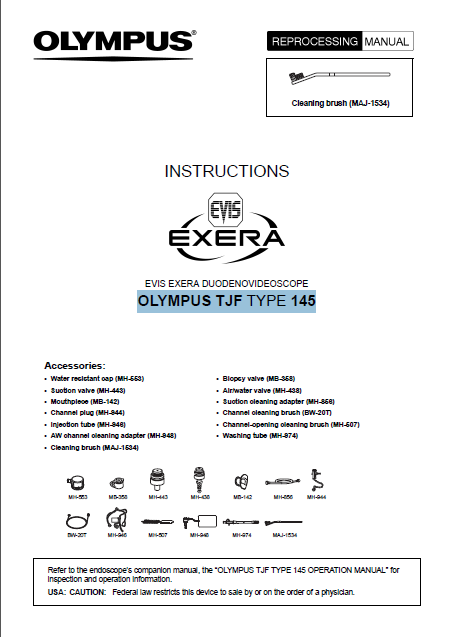 OLYMPUS®
REPROCESSING MANUAL
Cleaning brush (MAJ-1534)
INSTRUCTIONS
EVIS
EXERA
EVIS EXERA DUODENOVIDEOSCOPE
OLYMPUS TJF TYPE 145
Accessories:
• Water resistant cap (MH-553)
• Suction valve (MH-443)
• Mouthpiece (MB-142)
• Channel plug (MH-944)
• Injection tube (MH-946)
• AW channel cleaning adapter (MH-948)
• Cleaning brush (MAJ-1534)
• Biopsy valve (MB-358)
• Air/water valve (MH-438)
• Suction cleaning adapter (MH-856)
• Channel cleaning brush (BW-20T)
• Channel-opening cleaning brush (MH-507)
• Washing tube (MH-974)
MH-553 MB-358 MH-443 MH-438 MB-142 MH-856 MH-944
BW-20T MH-946 MH-507 MH-948 MH-974 MAJ-1534
Refer to the endoscope's companion manual, the "OLYMPUS TJF TYPE 145 OPERATION MANUAL" for
inspection and operation information.
USA: CAUTION: Federal law restricts this device to sale by or on the order of a physician.